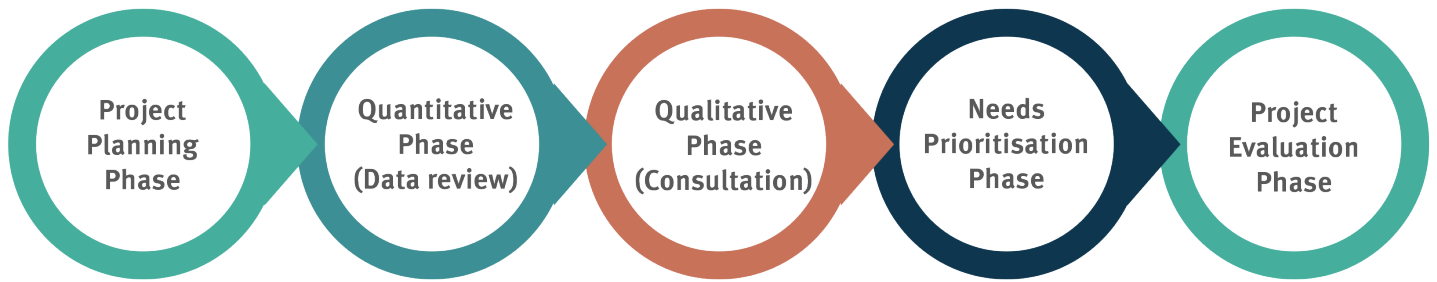 Project
Planning
Phase
Quantitative
Phase
(Data review)
Qualitative
Phase
(Consultation)
Needs
Prioritisation
Phase
Project
Evaluation
Phase